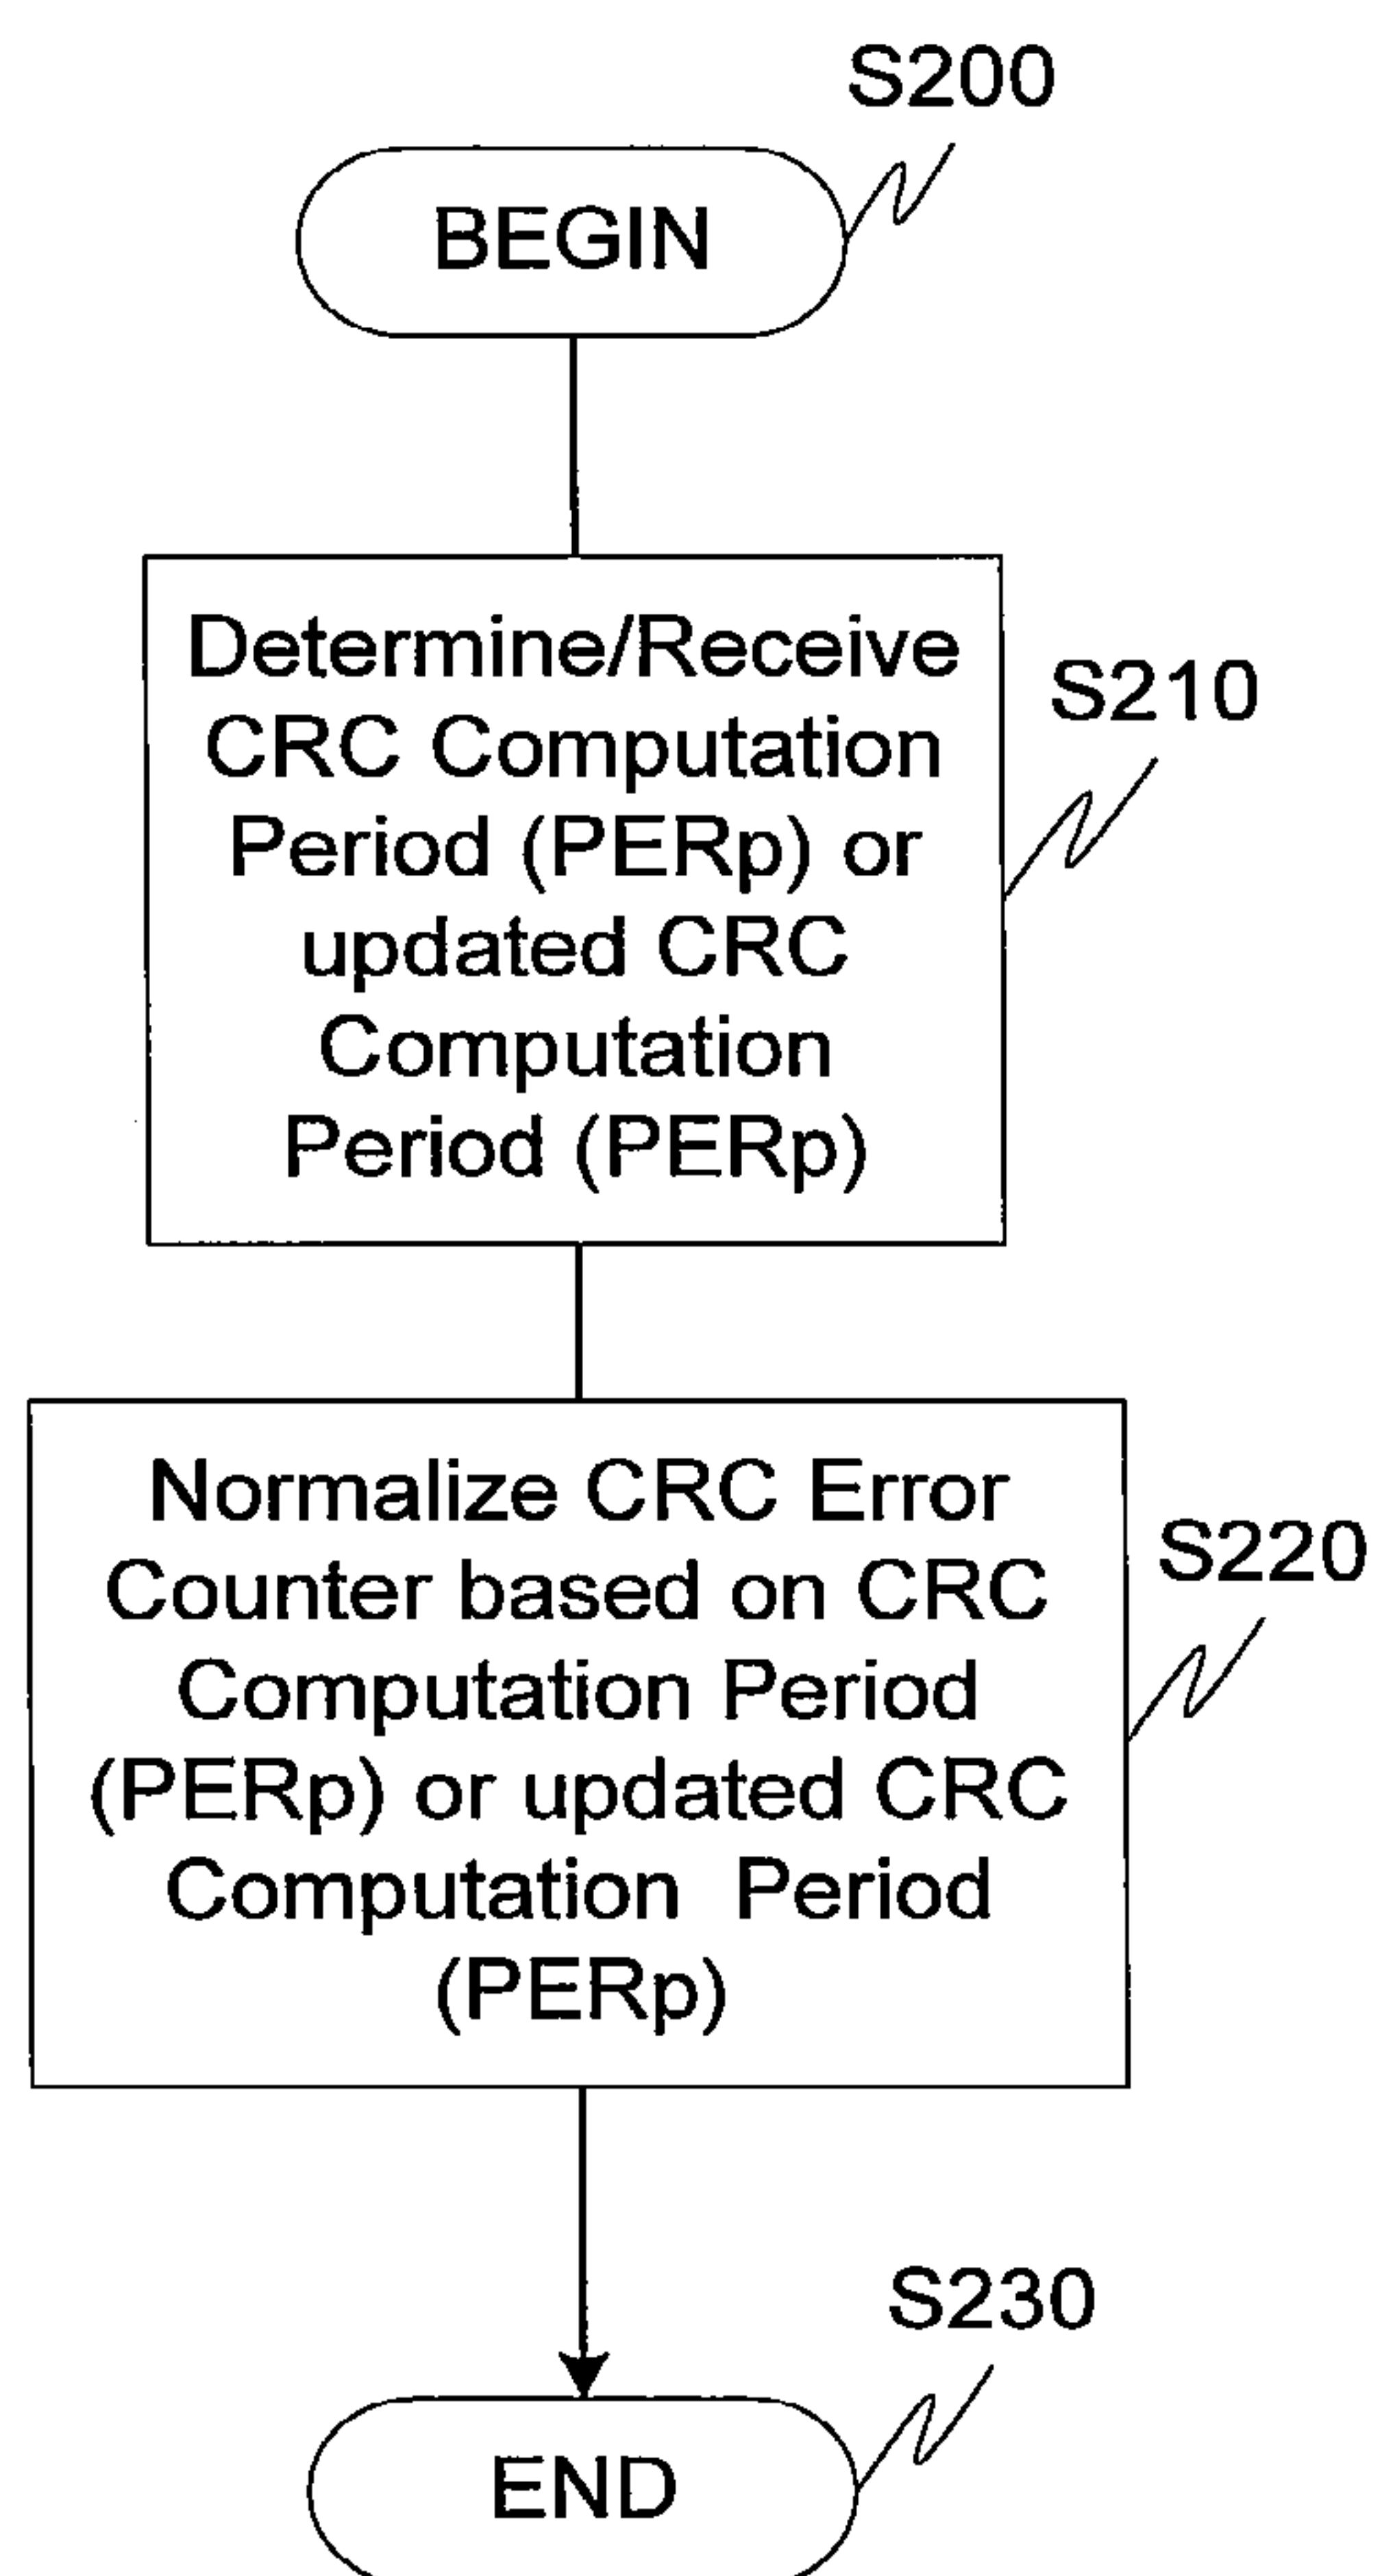 S200
BEGIN
Determine/Receive
CRC Computation
Period (PERp) or
updated CRC
Computation
Period (PERp)
S210
Normalize CRC Error
Counter based on CRC
Computation Period
(PERp) or updated CRC
Computation Period
(PERp)
S220
S230
END